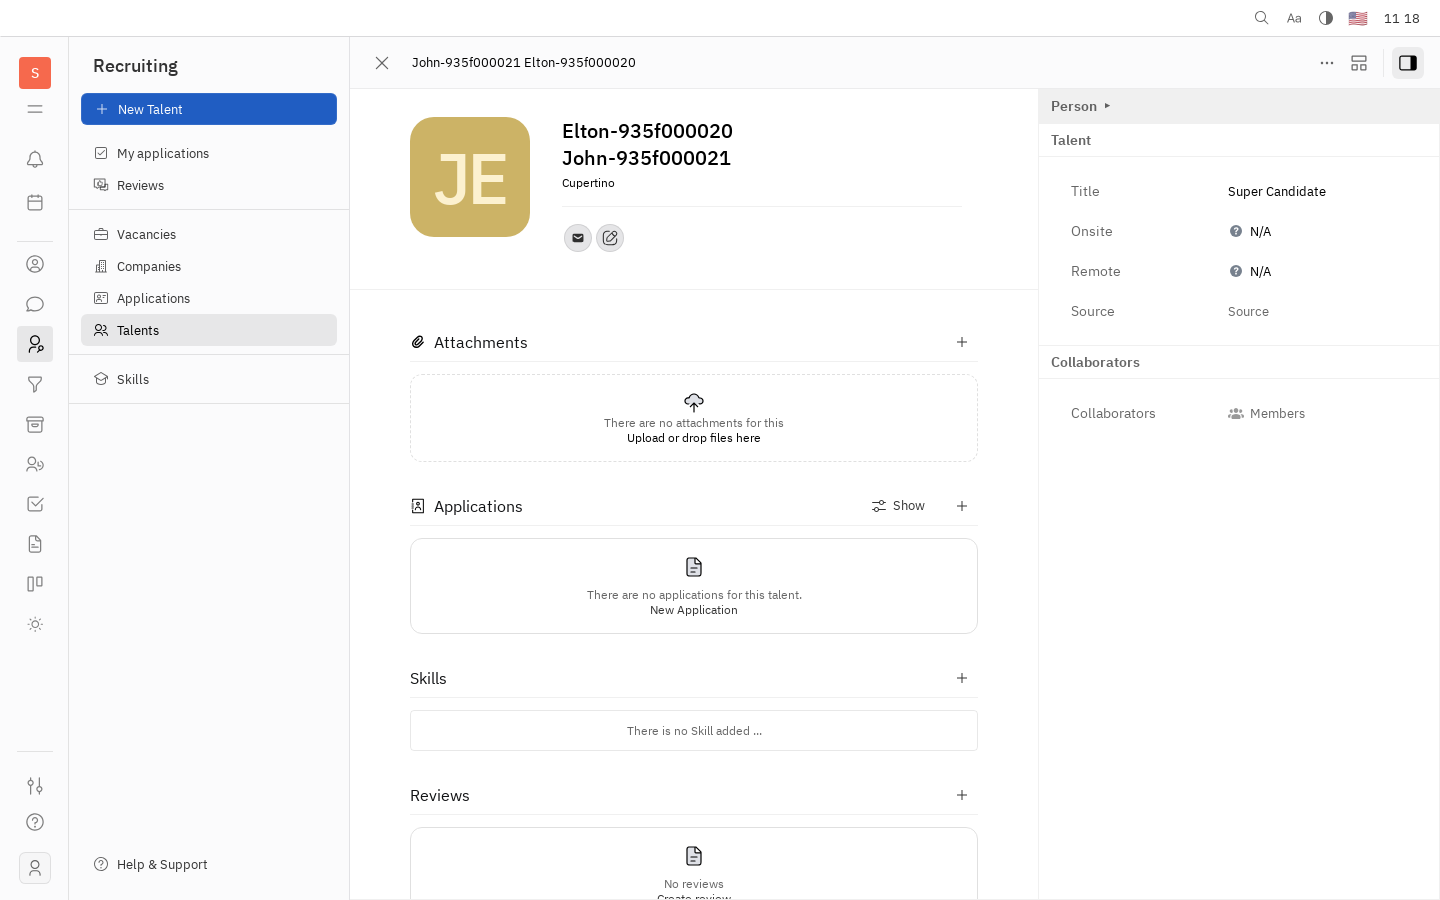 Aa
11 18
S
Recruiting
New Talent
My applications
Reviews
Vacancies
Companies
Applications
Talents
Skills
Help & Support
John-935f000021 Elton-935f000020
JE
Elton-935f000020
John-935f000021
Cupertino
Attachments
There are no attachments for this
Upload or drop files here
Applications
Show
There are no applications for this talent.
New Application
Skills
There is no Skill added ...
Reviews
No reviews
Create review
Person
Talent
Title
Super Candidate
Onsite
N/A
Remote
N/A
Source
Source
Collaborators
Collaborators
Members